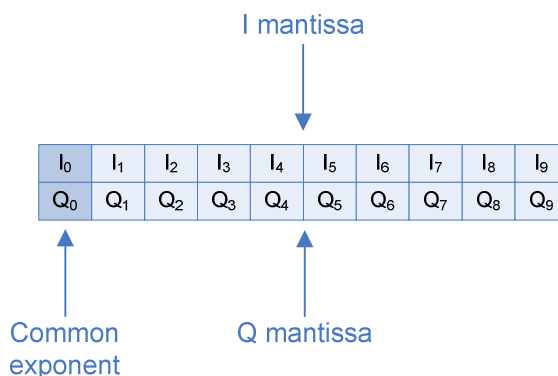 I mantissa
I₀ I₁ I₂ I₃ I₄ I₅ I₆ I₇ I₈ I₉
Q₀ Q₁ Q₂ Q₃ Q₄ Q₅ Q₆ Q₇ Q₈ Q₉
Common
exponent
Q mantissa